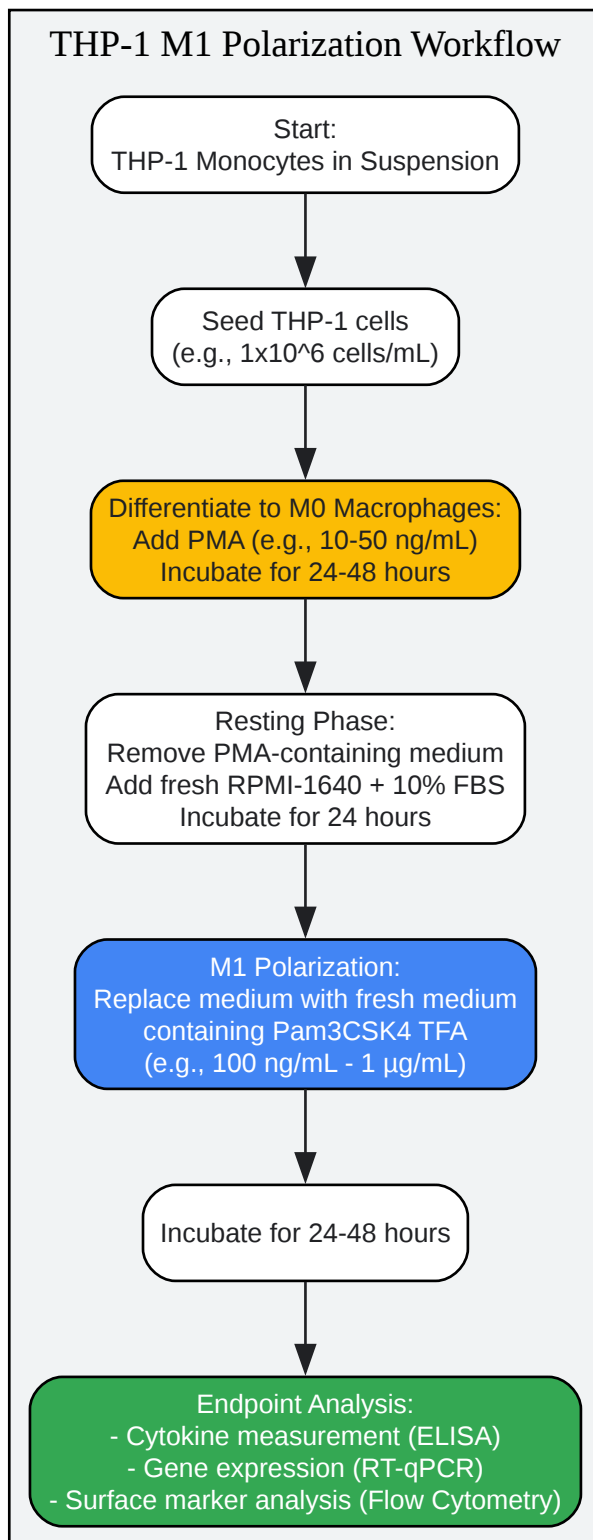 THP-1 M1 Polarization Workflow
Start:
THP-1 Monocytes in Suspension
Seed THP-1 cells
(e.g., 1x10^6 cells/mL)
Differentiate to M0 Macrophages:
Add PMA (e.g., 10-50 ng/mL)
Incubate for 24-48 hours
Resting Phase:
Remove PMA-containing medium
Add fresh RPMI-1640 + 10% FBS
Incubate for 24 hours
M1 Polarization:
Replace medium with fresh medium
containing Pam3CSK4 TFA
(e.g., 100 ng/mL - 1 µg/mL)
Incubate for 24-48 hours
Endpoint Analysis:
- Cytokine measurement (ELISA)
- Gene expression (RT-qPCR)
- Surface marker analysis (Flow Cytometry)